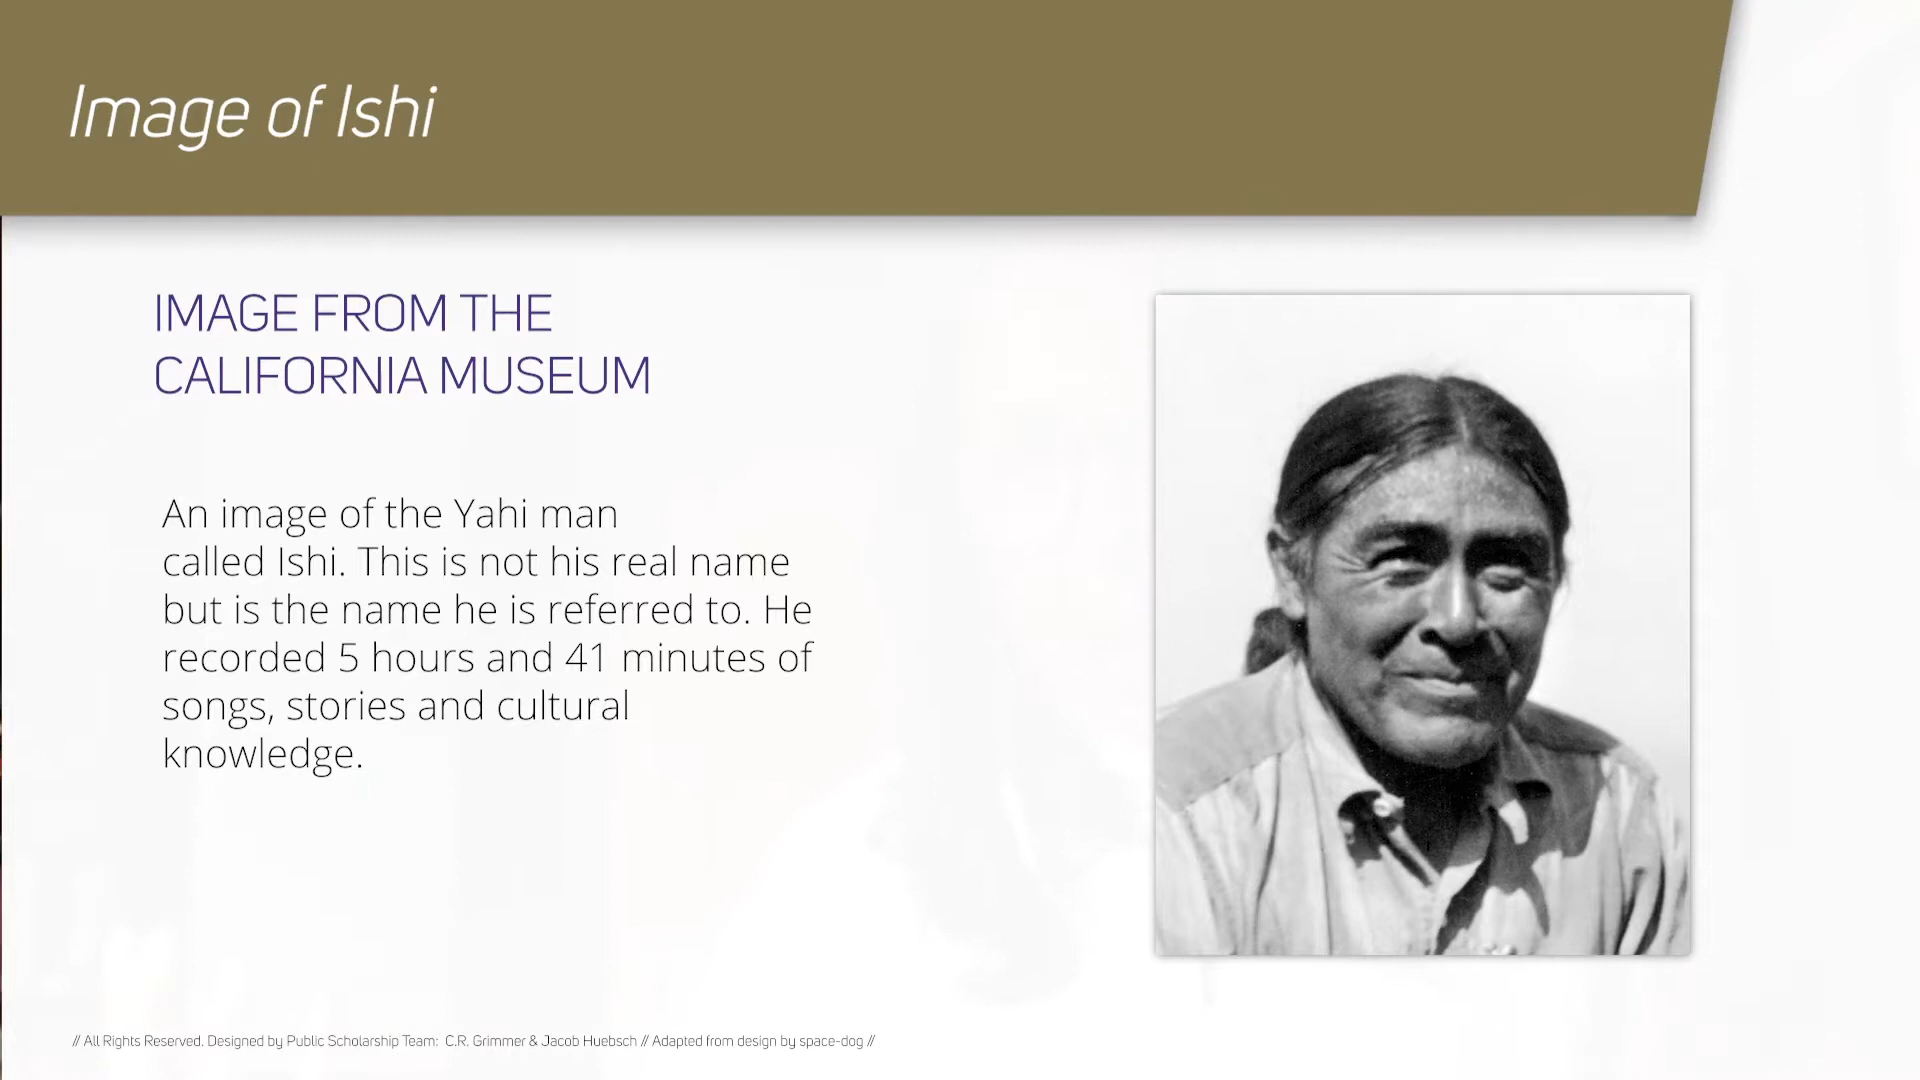 Image of Ishi
IMAGE FROM THE
CALIFORNIA MUSEUM
An image of the Yahi man
called Ishi. This is not his real name
but is the name he is referred to. He
recorded 5 hours and 41 minutes of
songs, stories and cultural
knowledge.
// All Rights Reserved. Designed by Public Scholarship Team: C.R. Grimmer & Jacob Huebsch // Adapted from design by space-dog //